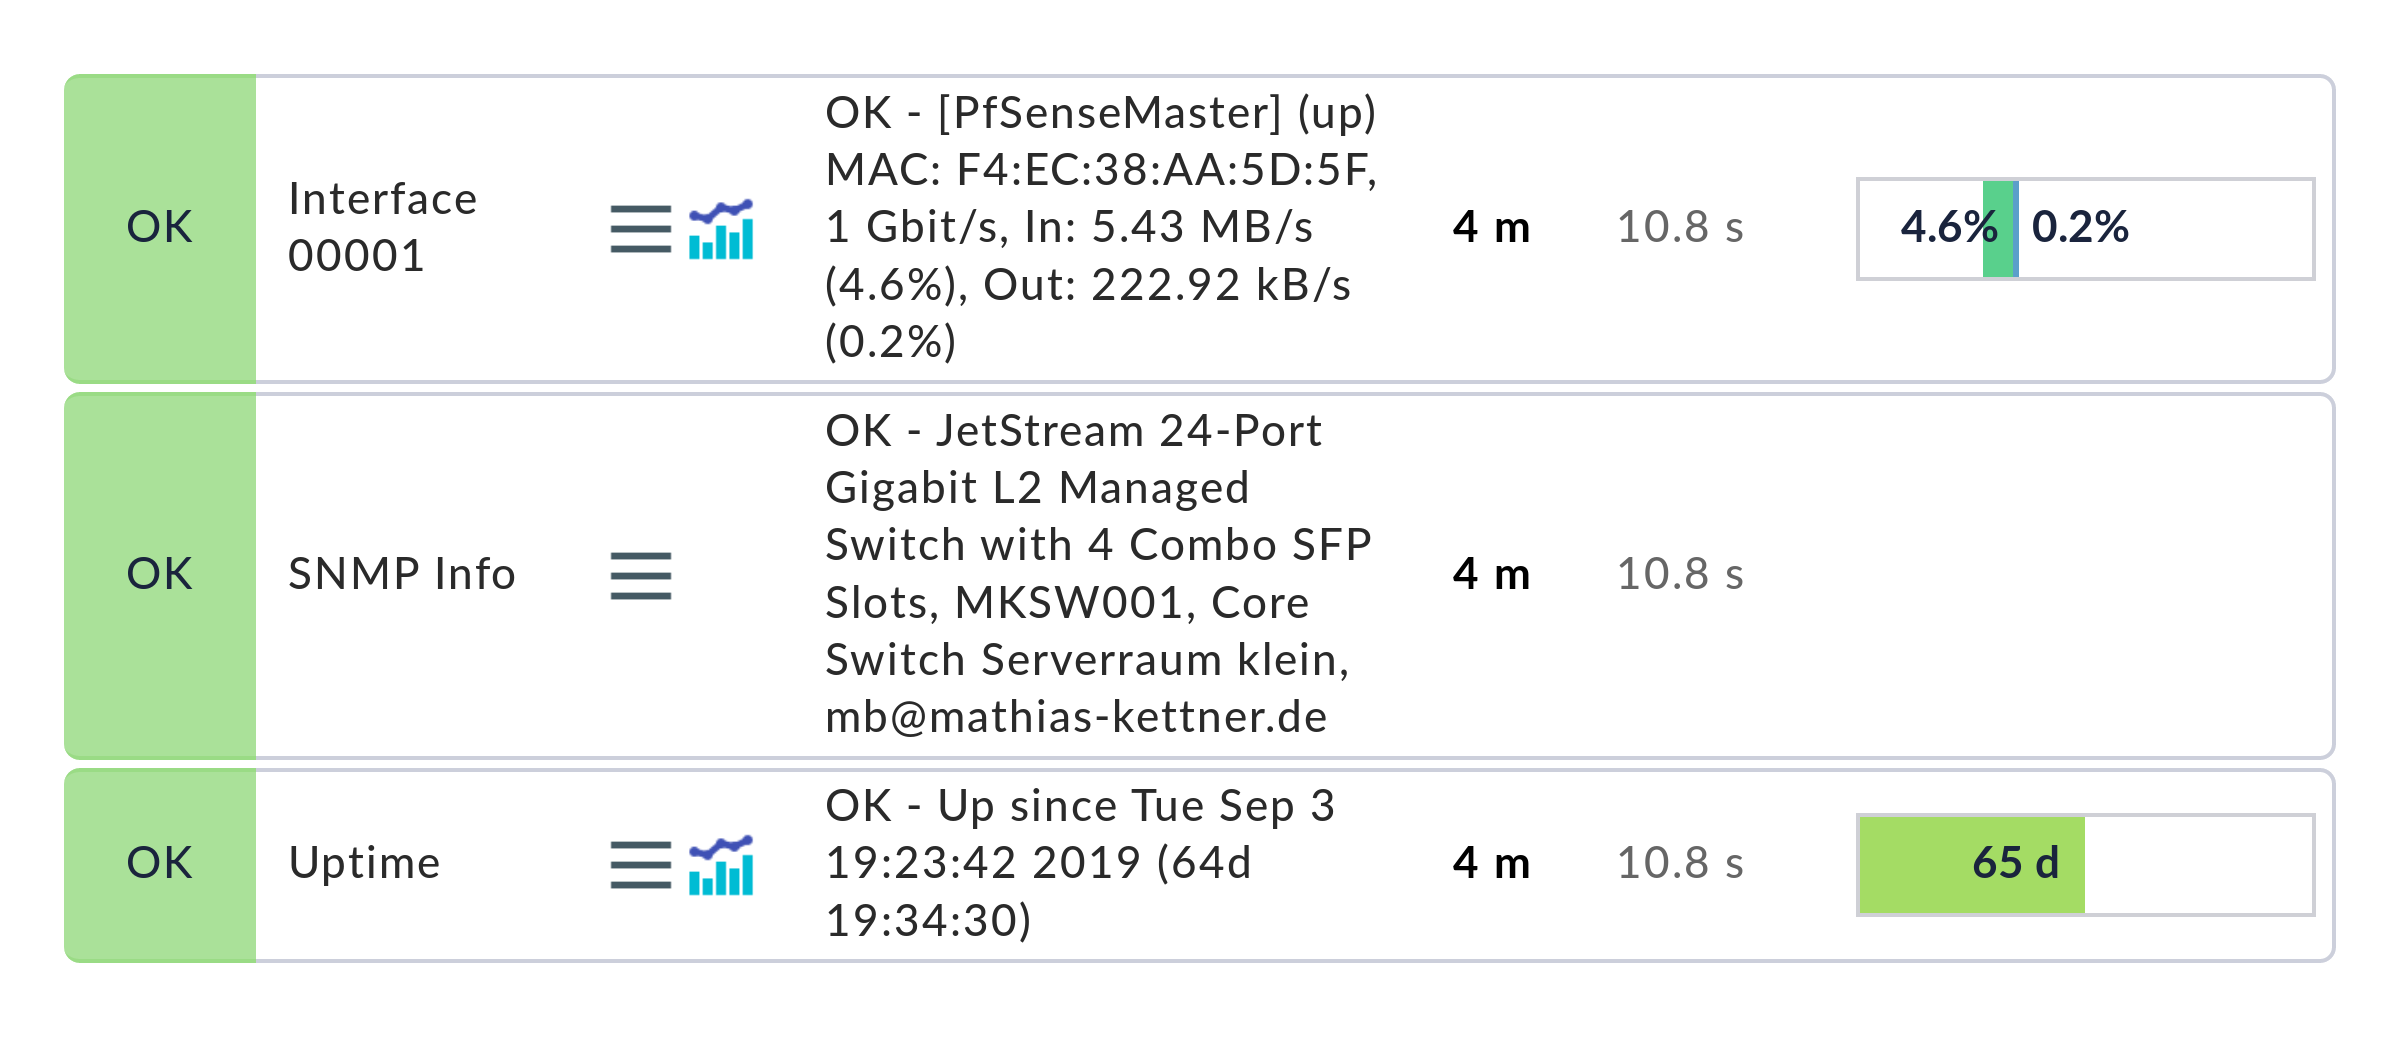 OK
Interface
00001
OK - [PfSenseMaster] (up)
MAC: F4:EC:38:AA:5D:5F,
1 Gbit/s, In: 5.43 MB/s
(4.6%), Out: 222.92 kB/s
(0.2%)
4 m
10.8 s
4.6% 0.2%
OK
SNMP Info
OK - JetStream 24-Port
Gigabit L2 Managed
Switch with 4 Combo SFP
Slots, MKSW001, Core
Switch Serverraum klein,
mb@mathias-kettner.de
4 m
10.8 s
OK
Uptime
OK - Up since Tue Sep 3
19:23:42 2019 (64d
19:34:30)
4 m
10.8 s
65 d